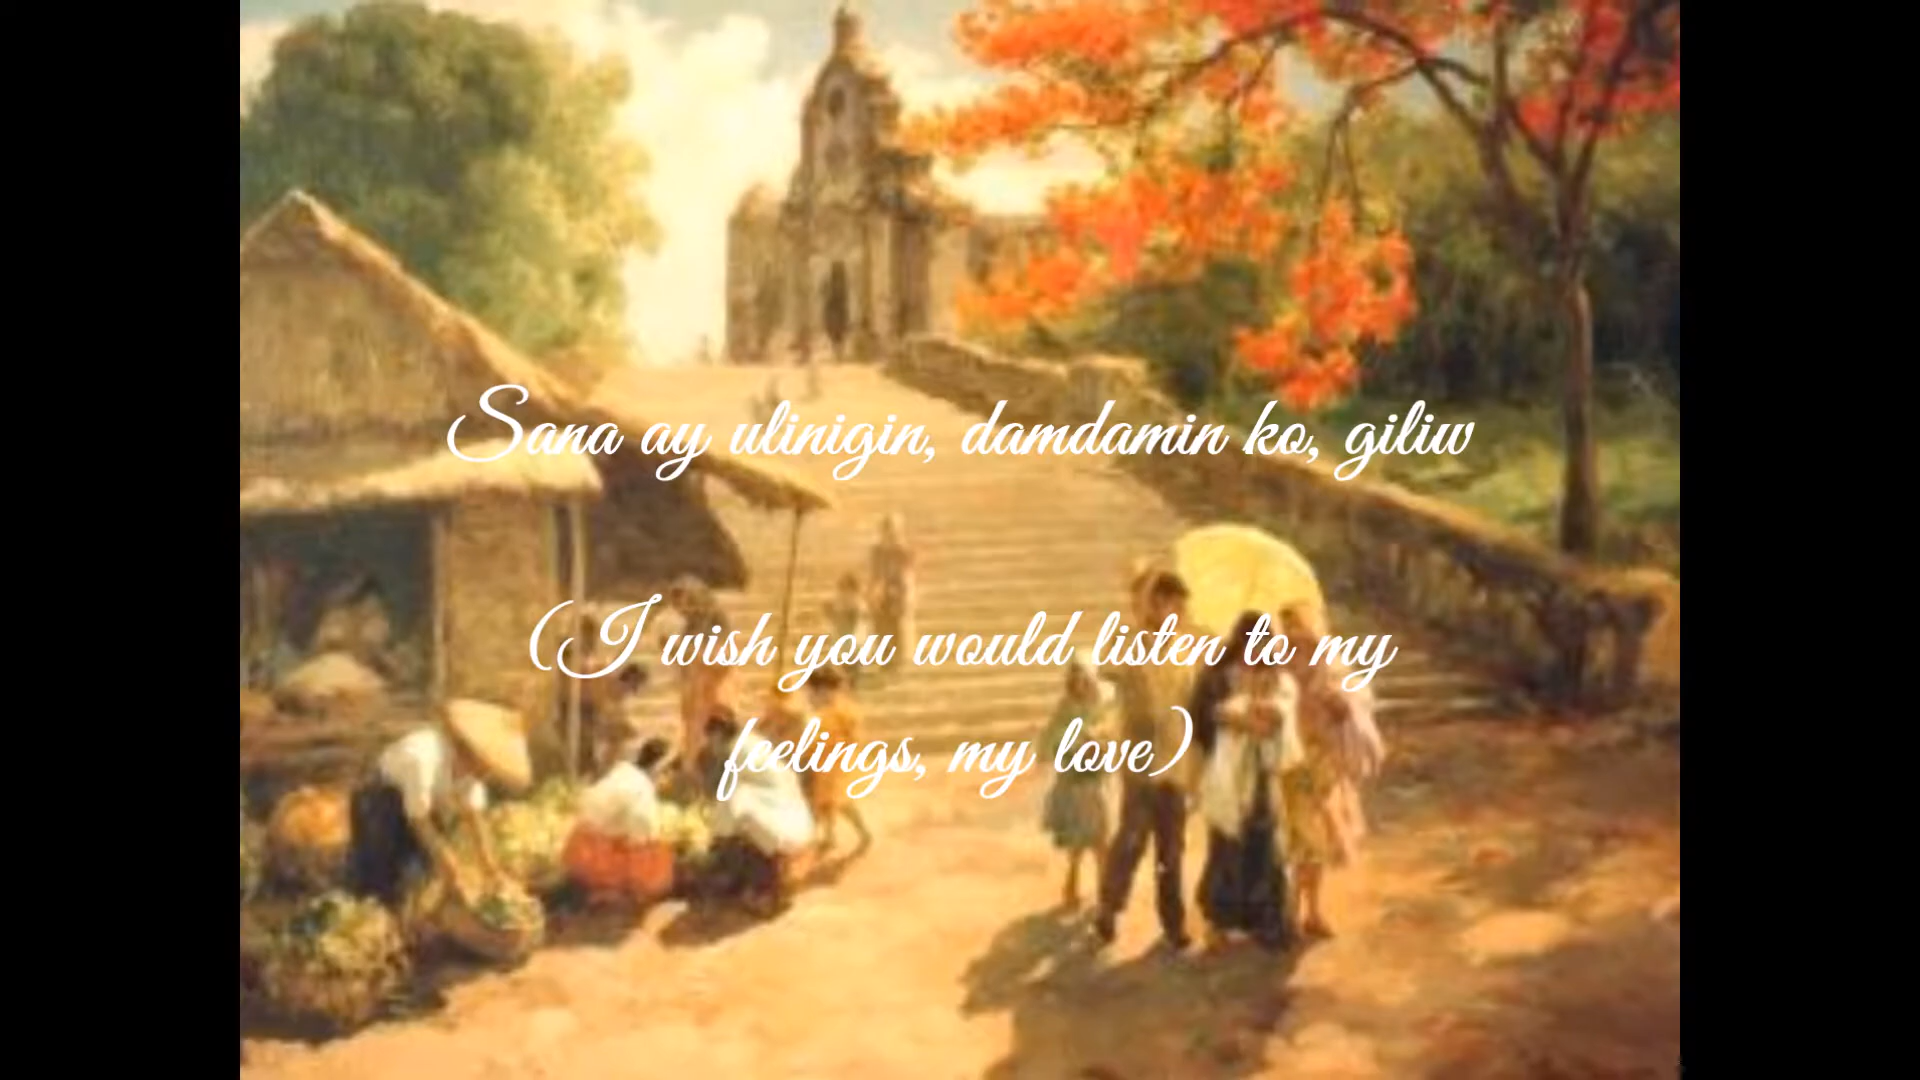 Sana ay ulinigin, damdamin ko, giliw
(I wish you would listen to my
feelings, my love)